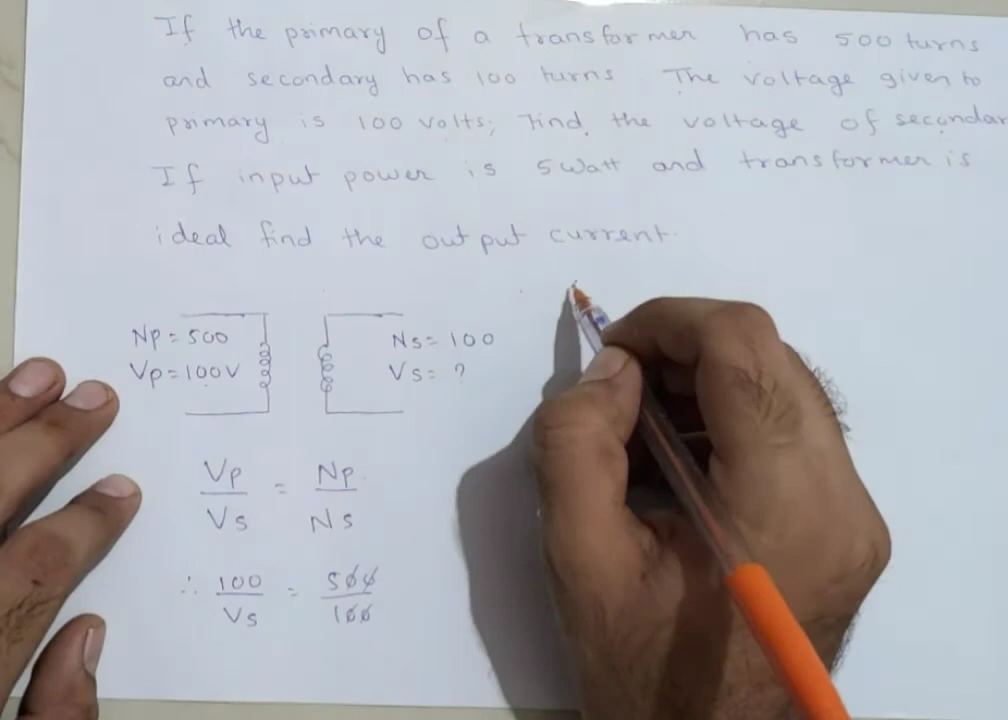 If the primary of a transformer has 500 turns
and secondary has 100 turns. The voltage given to
primary is 100 volts; Find, the voltage of secondar
If input power is 5 watt and transformer is
ideal find the output current.
Np = 500
Vp = 100V
Ns = 100
Vs = ?
Vp/Vs = Np/Ns
∴ 100/Vs = 500/100